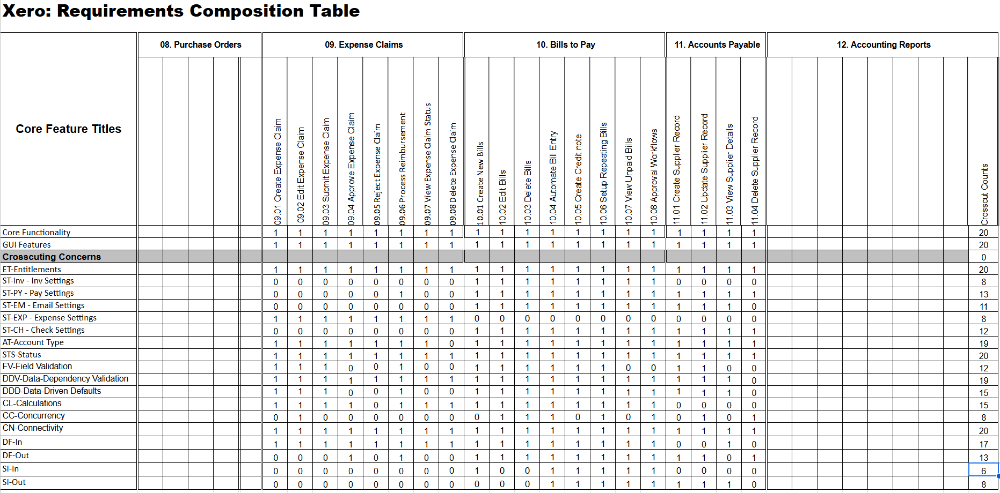 Xero: Requirements Composition Table
Core Feature Titles 08. Purchase Orders 09. Expense Claims 10. Bills to Pay 11. Accounts Payable 12. Accounting Reports
09.01 Create Expense Claim
09.02 Edit Expense Claim
09.03 Submit Expense Claim
09.04 Approve Expense Claim
09.05 Reject Expense Claim
09.06 Process Reimbursement
09.07 View Expense Claim Status
09.08 Delete Expense Claim
10.01 Create New Bills
10.02 Edit Bills
10.03 Delete Bills
10.04 Automate Bill Entry
10.05 Create Credit note
10.06 Setup Repeating Bills
10.07 View Unpaid Bills
10.08 Approval Workflows
11.01 Create Supplier Record
11.02 Update Supplier Record
11.03 View Supplier Details
11.04 Delete Supplier Record
Crosscut Counts
Core Functionality 1 1 1 1 1 1 1 1 1 1 1 1 1 1 1 1 1 1 1 1 20
GUI Features 1 1 1 1 1 1 1 1 1 1 1 1 1 1 1 1 1 1 1 1 20
Crosscuting Concerns 0
ET-Entitlements 1 1 1 1 1 1 1 1 1 1 1 1 1 1 1 1 1 1 1 1 20
ST-Inv - Inv Settings 0 0 0 0 0 0 0 0 1 1 1 1 1 1 1 1 0 0 0 0 8
ST-PY - Pay Settings 0 0 0 0 0 1 0 0 1 1 1 1 1 1 1 1 1 1 1 1 13
ST-EM - Email Settings 0 0 0 0 0 0 0 0 1 1 1 1 1 1 1 1 1 1 1 0 11
ST-EXP - Expense Settings 1 1 1 1 1 1 1 1 0 0 0 0 0 0 0 0 0 0 0 0 8
ST-CH - Check Settings 0 0 0 0 0 0 0 0 1 1 1 1 1 1 1 1 1 1 1 1 12
AT-Account Type 1 1 1 1 1 1 1 0 1 1 1 1 1 1 1 1 1 1 1 1 19
STS-Status 1 1 1 1 1 1 1 1 1 1 1 1 1 1 1 1 1 1 1 1 20
FV-Field Validation 1 1 1 0 0 1 0 0 1 1 1 1 1 1 0 0 1 1 0 0 12
DDV-Data-Dependency Validation 1 1 1 1 1 1 1 1 1 1 1 1 1 1 1 1 1 1 1 0 19
DDD-Data-Driven Defaults 1 1 1 0 0 1 0 0 1 1 1 1 1 1 1 1 1 1 1 0 15
CL-Calculations 1 1 1 1 0 1 1 1 1 1 1 1 1 1 1 1 0 0 0 0 15
CC-Concurrency 0 1 0 0 0 0 0 0 0 1 1 1 0 1 0 1 0 1 0 1 8
CN-Connectivity 1 1 1 1 1 1 1 1 1 1 1 1 1 1 1 1 1 1 1 1 20
DF-In 1 1 1 1 1 1 1 1 1 1 1 1 1 1 1 1 0 0 1 0 17
DF-Out 0 0 0 1 0 1 0 0 1 1 1 1 1 1 1 1 1 1 0 1 13
SI-In 0 0 0 0 0 0 0 0 1 0 0 1 1 1 1 1 0 0 0 0 6
SI-Out 0 0 0 0 0 0 0 0 0 0 0 1 1 1 1 1 1 1 1 0 8